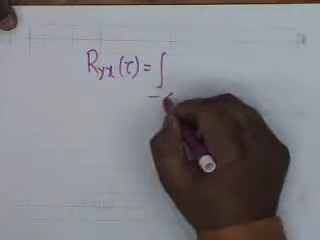 Ryx(τ) = ∫
-